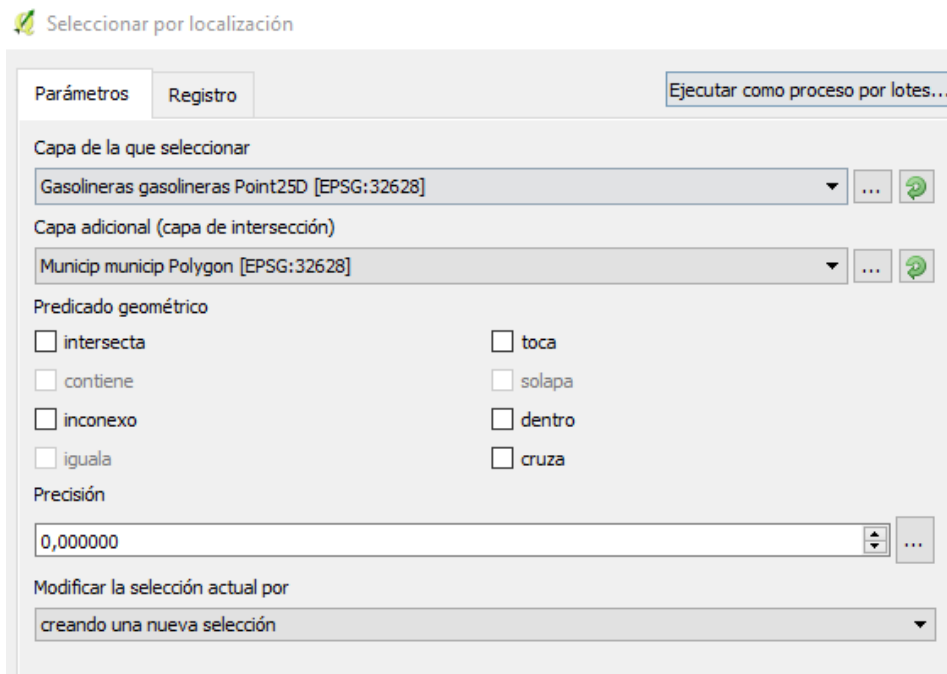 Seleccionar por localización
Parámetros
Registro
Ejecutar como proceso por lotes...
Capa de la que seleccionar
Gasolineras gasolineras Point25D [EPSG:32628]
...
Capa adicional (capa de intersección)
Municip municip Polygon [EPSG:32628]
...
Predicado geométrico
intersecta
toca
contiene
solapa
inconexo
dentro
iguala
cruza
Precisión
0,000000
...
Modificar la selección actual por
creando una nueva selección